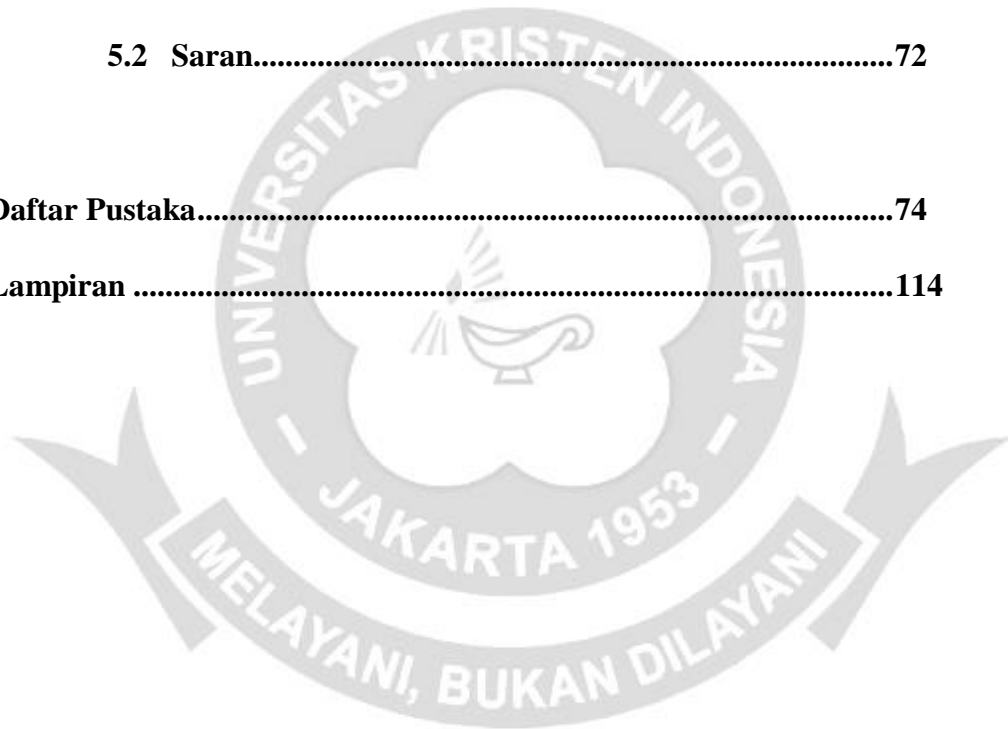 5.2 Saran................................................................................72
Daftar Pustaka.......................................................................................74
Lampiran ...............................................................................................114
UNIVERSITAS KRISTEN INDONESIA
- JAKARTA 1953 -
MELAYANI, BUKAN DILAYANI